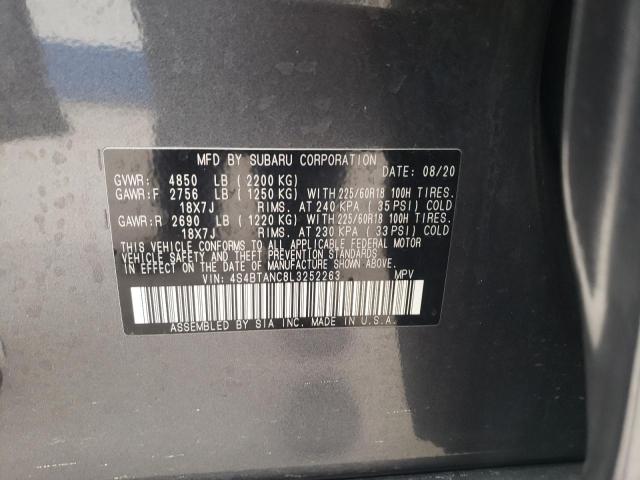 MFD BY SUBARU CORPORATION DATE: 08/20
GVWR: 4850 LB (2200 KG)
GAWR:F 2756 LB (1250 KG) WITH 225/60R18 100H TIRES.
18X7J RIMS. AT 240 KPA (35 PSI) COLD
GAWR:R 2690 LB (1220 KG) WITH 225/60R18 100H TIRES.
18X7J RIMS. AT 230 KPA (33 PSI) COLD
THIS VEHICLE CONFORMS TO ALL APPLICABLE FEDERAL MOTOR
VEHICLE SAFETY AND THEFT PREVENTION STANDARDS
IN EFFECT ON THE DATE OF MANUFACTURE SHOWN ABOVE.
VIN: 4S4BTANC8L3252263 MPV
ASSEMBLED BY SIA INC. MADE IN U.S.A.